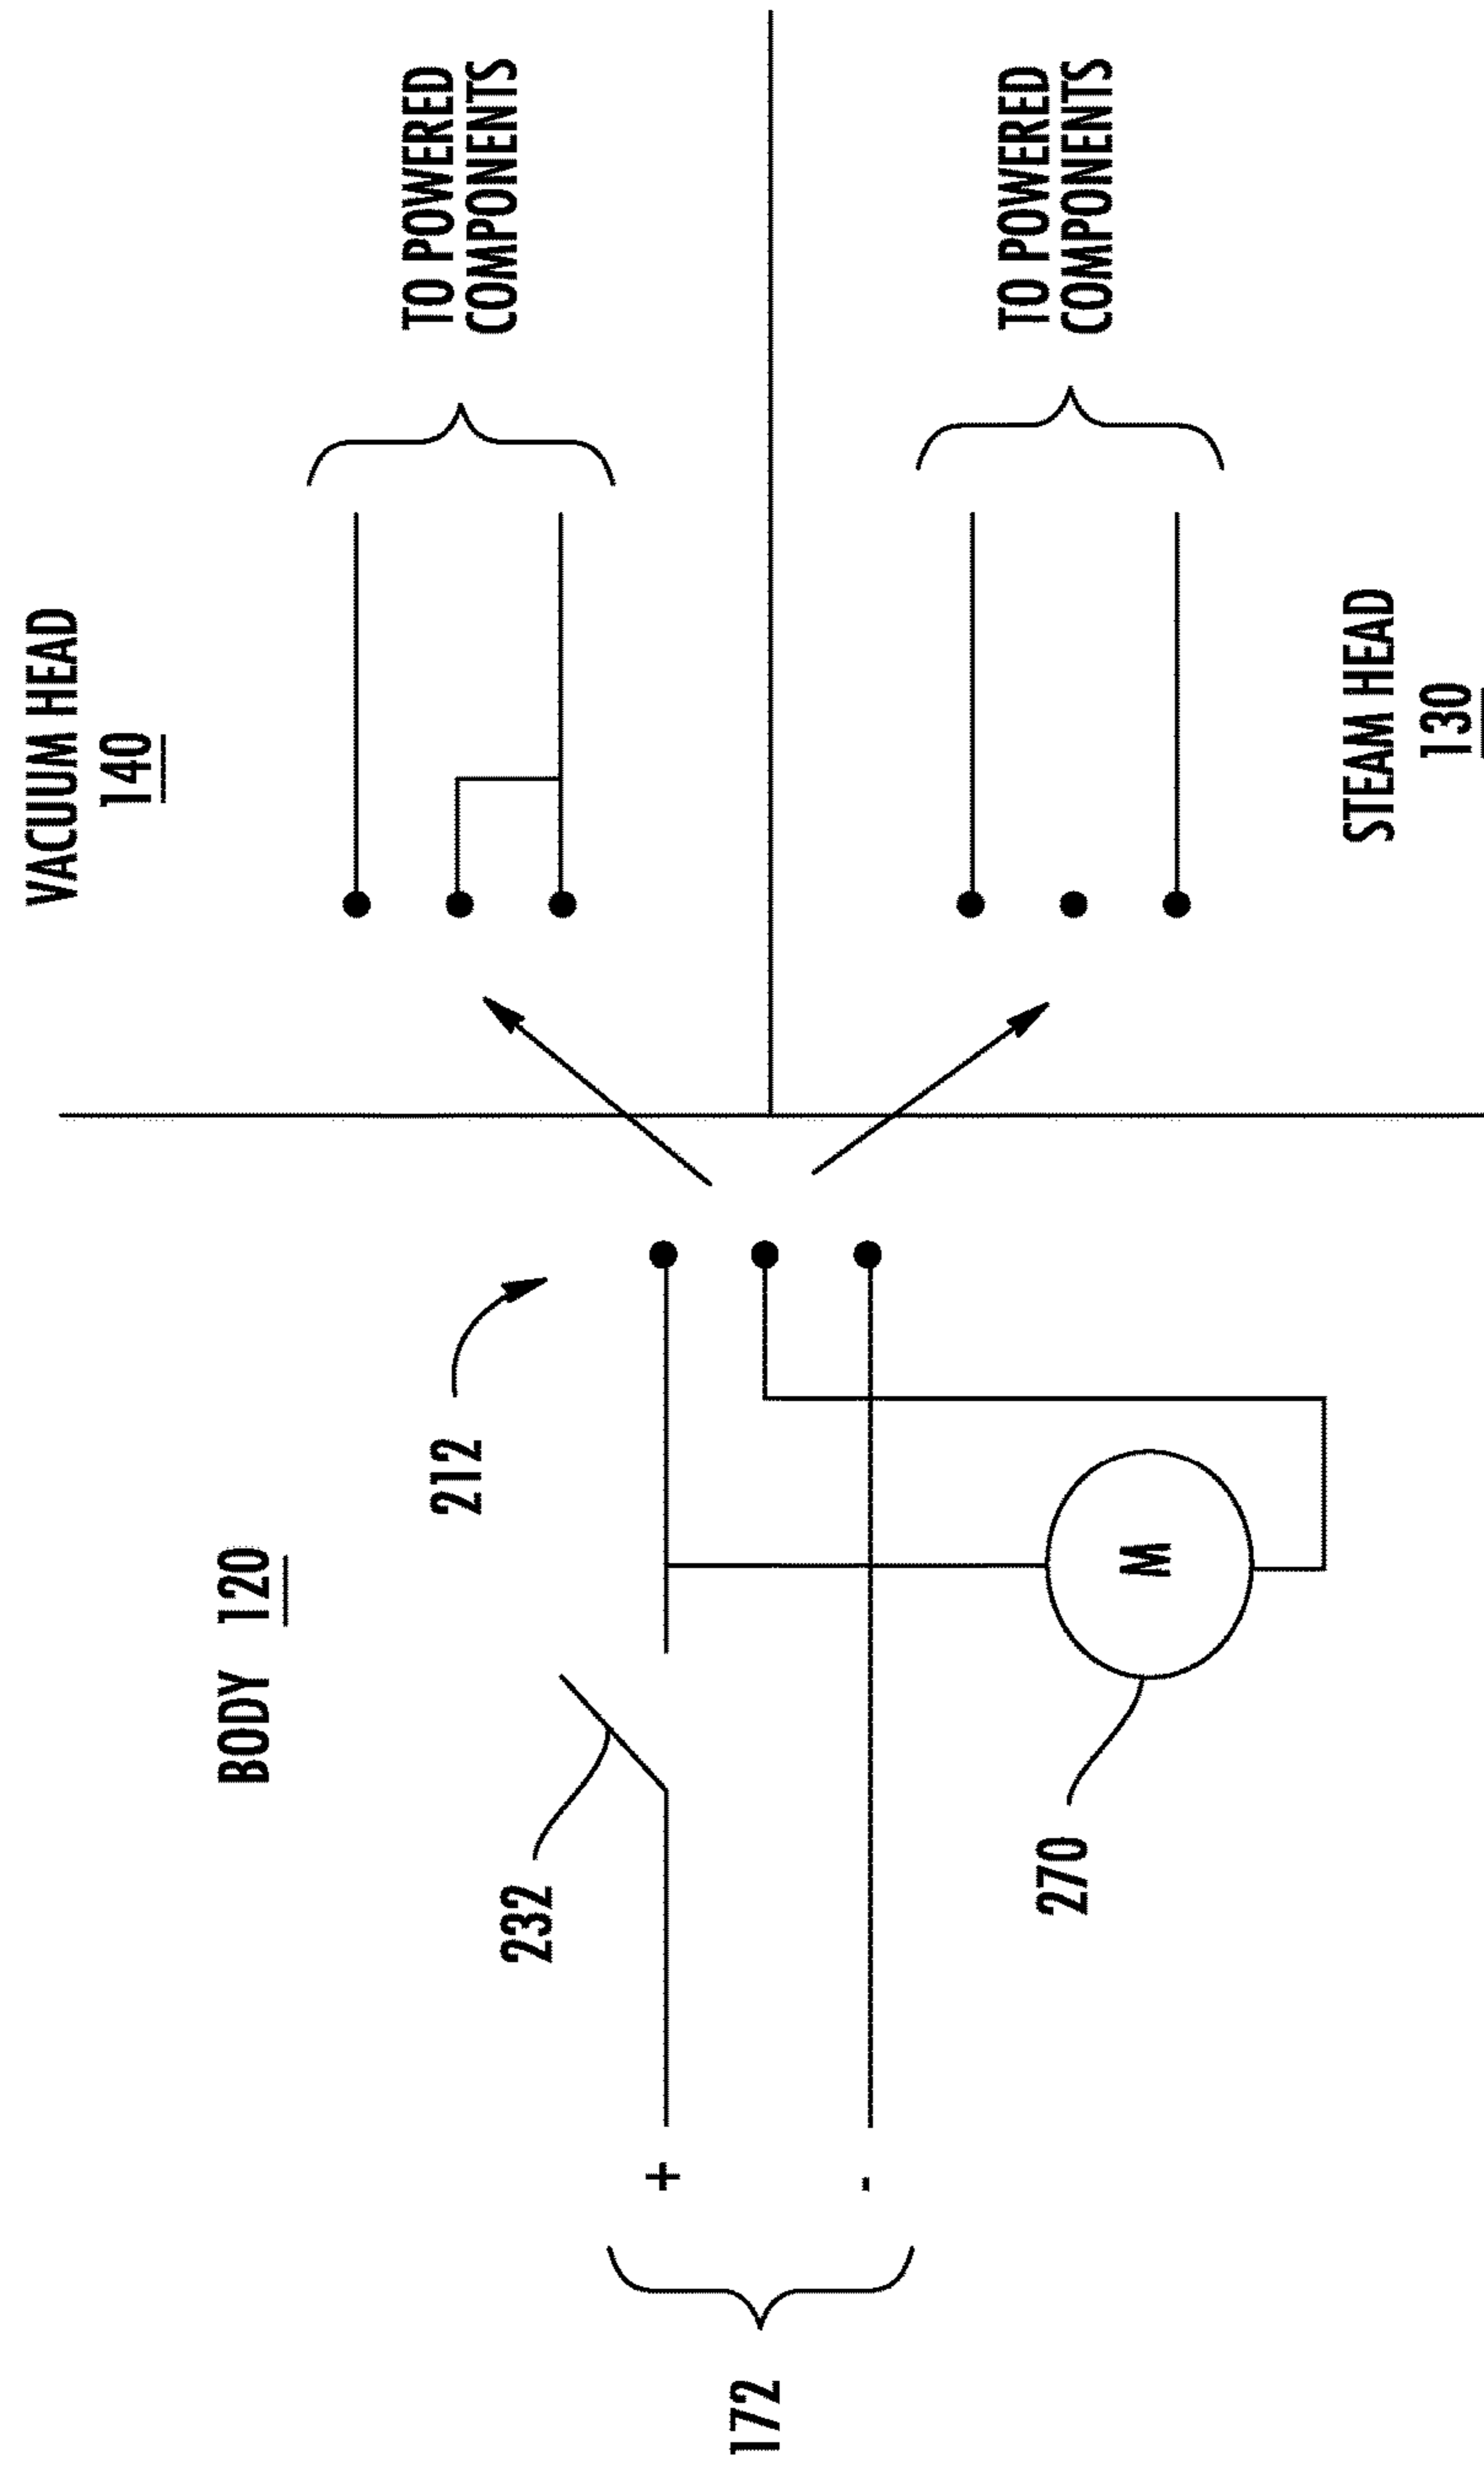 VACUUM HEAD
140
TO POWERED
COMPONENTS
BODY 120
212
232
+
-
172
M
270
TO POWERED
COMPONENTS
STEAM HEAD
130